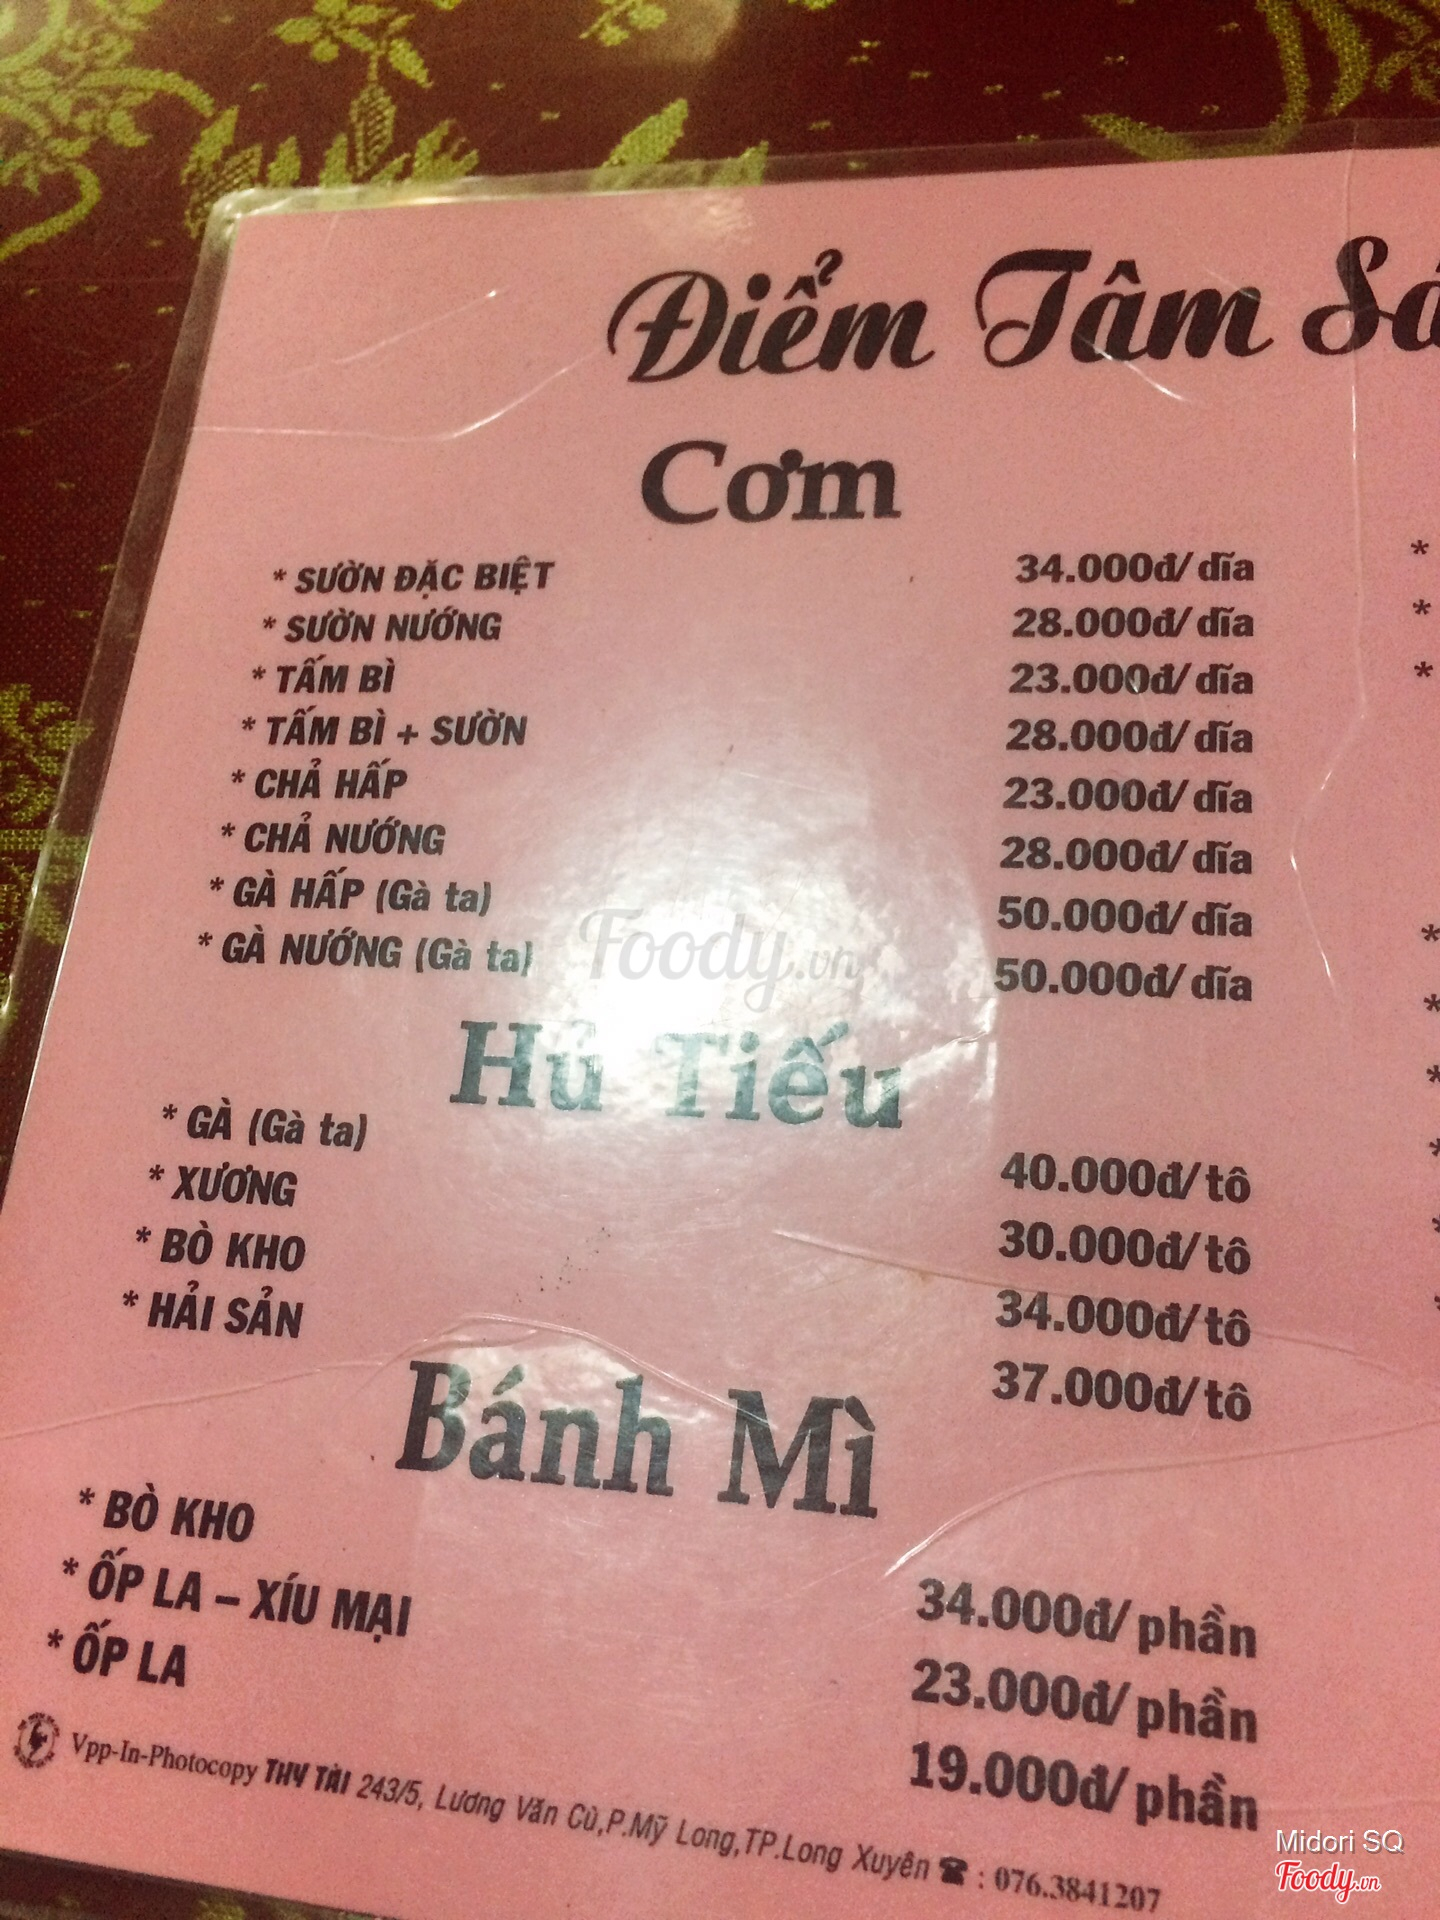 Điểm Tâm Sá
Cơm
* SƯỜN ĐẶC BIỆT 34.000đ/ dĩa
* SƯỜN NƯỚNG 28.000đ/ dĩa
* TẤM BÌ 23.000đ/ dĩa
* TẤM BÌ + SƯỜN 28.000đ/ dĩa
* CHẢ HẤP 23.000đ/ dĩa
* CHẢ NƯỚNG 28.000đ/ dĩa
* GÀ HẤP (Gà ta) 50.000đ/ dĩa
* GÀ NƯỚNG (Gà ta) 50.000đ/ dĩa
Foody.vn
Hủ Tiếu
* GÀ (Gà ta) 40.000đ/ tô
* XƯƠNG 30.000đ/ tô
* BÒ KHO 34.000đ/ tô
* HẢI SẢN 37.000đ/ tô
Bánh Mì
* BÒ KHO 34.000đ/ phần
* ỐP LA – XÍU MẠI 23.000đ/ phần
* ỐP LA 19.000đ/ phần
Vpp-In-Photocopy THY TÀI 243/5, Lương Văn Cù,P.Mỹ Long,TP.Long Xuyên ☎ : 076.3841207
Midori SQ
Foody.vn